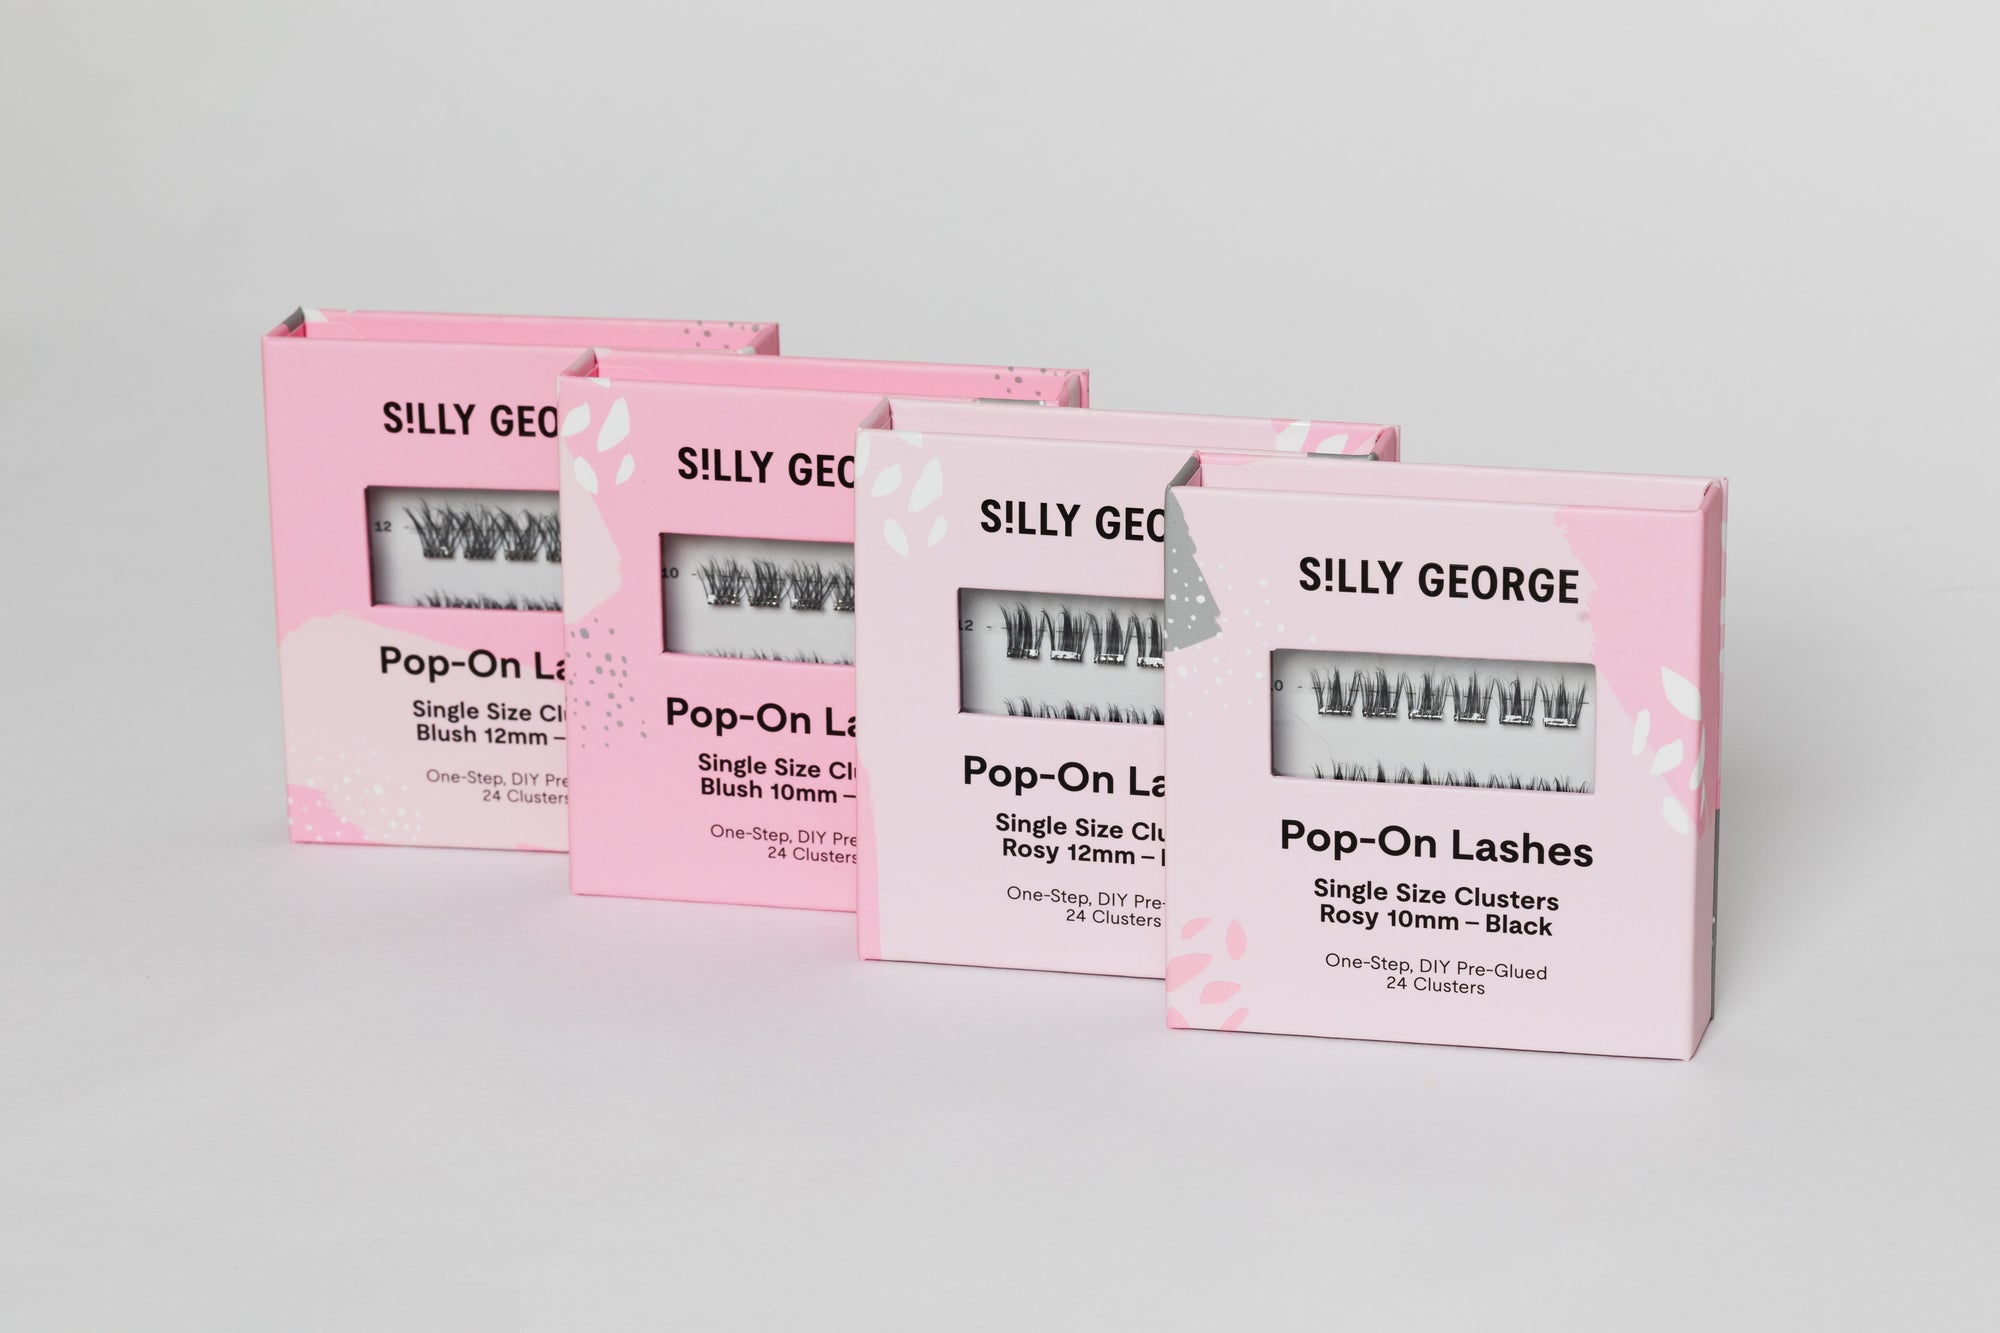 S!LLY GEO
12
Pop-On La
Single Size Cl
Blush 12mm –
One-Step, DIY Pre
24 Clusters
S!LLY GEO
10
Pop-On La
Single Size Cl
Blush 10mm –
One-Step, DIY Pre
24 Clusters
S!LLY GEO
12
Pop-On La
Single Size Clu
Rosy 12mm –
One-Step, DIY Pre-
24 Clusters
S!LLY GEORGE
10
Pop-On Lashes
Single Size Clusters
Rosy 10mm – Black
One-Step, DIY Pre-Glued
24 Clusters